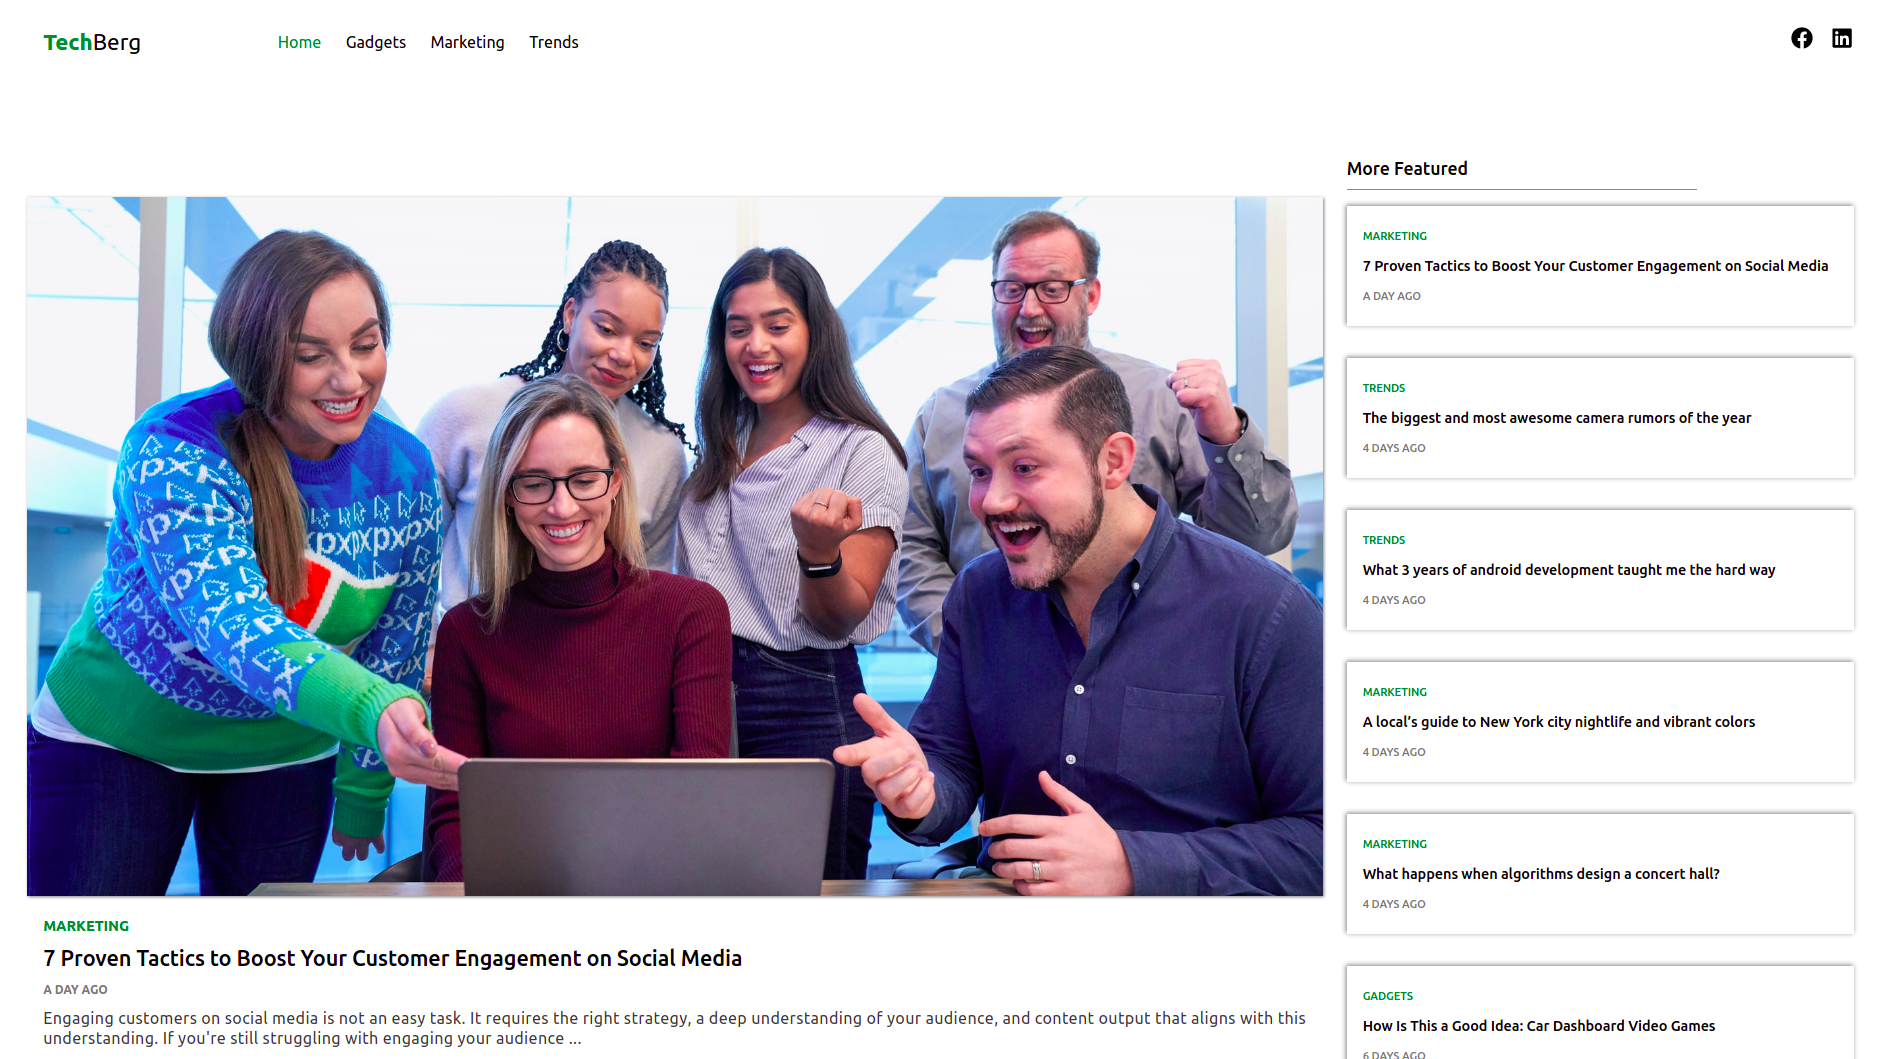 TechBerg
Home Gadgets Marketing Trends
More Featured
MARKETING
7 Proven Tactics to Boost Your Customer Engagement on Social Media
A DAY AGO
TRENDS
The biggest and most awesome camera rumors of the year
4 DAYS AGO
TRENDS
What 3 years of android development taught me the hard way
4 DAYS AGO
MARKETING
A local’s guide to New York city nightlife and vibrant colors
4 DAYS AGO
MARKETING
What happens when algorithms design a concert hall?
4 DAYS AGO
GADGETS
How Is This a Good Idea: Car Dashboard Video Games
6 DAYS AGO
MARKETING
7 Proven Tactics to Boost Your Customer Engagement on Social Media
A DAY AGO
Engaging customers on social media is not an easy task. It requires the right strategy, a deep understanding of your audience, and content output that aligns with this
understanding. If you're still struggling with engaging your audience ...